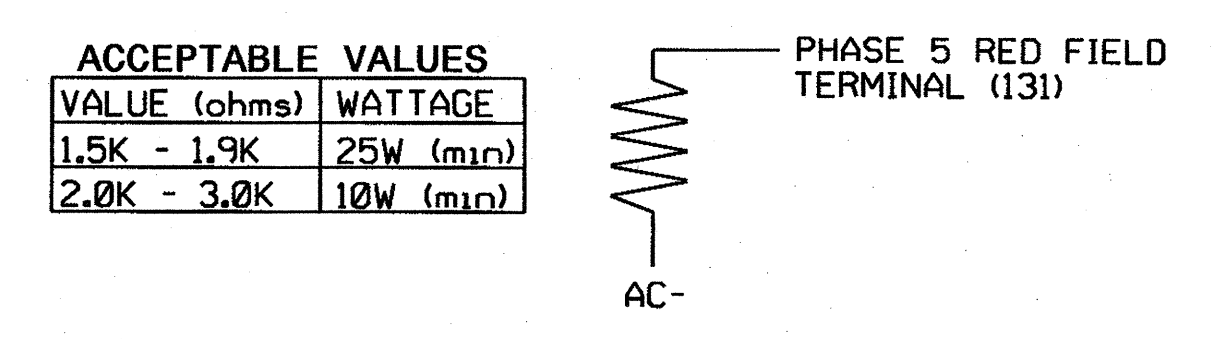 ACCEPTABLE VALUES
VALUE (ohms) WATTAGE
1.5K - 1.9K 25W (min)
2.0K - 3.0K 10W (min)
PHASE 5 RED FIELD
TERMINAL (131)
AC-